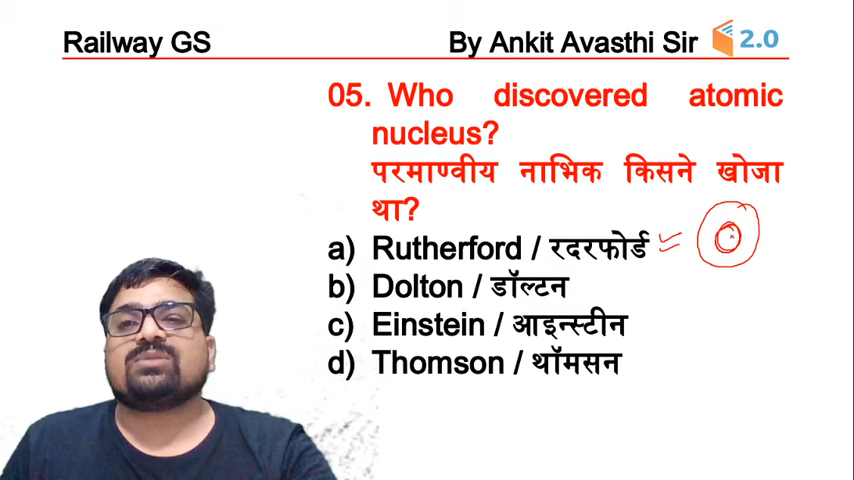 Railway GS
By Ankit Avasthi Sir 2.0
05. Who discovered atomic
nucleus?
परमाण्वीय नाभिक किसने खोजा
था?
a) Rutherford / रदरफोर्ड
b) Dolton / डॉल्टन
c) Einstein / आइन्स्टीन
d) Thomson / थॉमसन